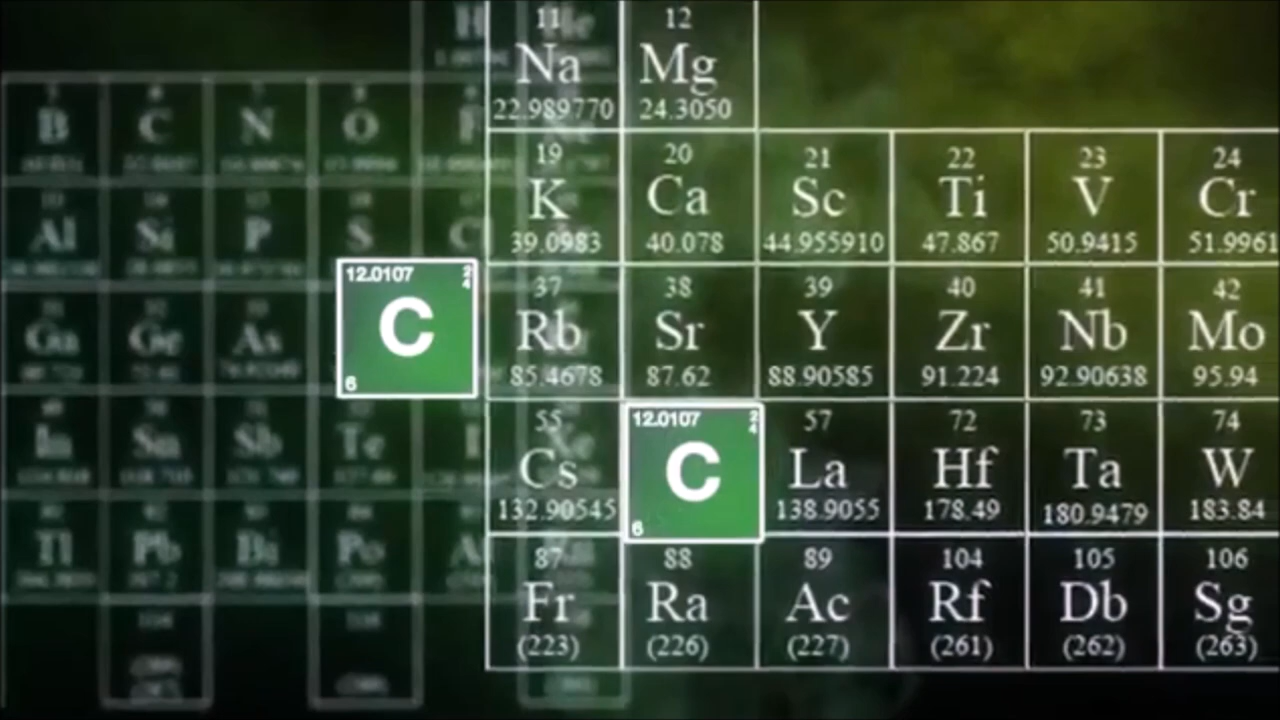 11 12
Na Mg
22.989770 24.3050
19 20 21 22 23 24
K Ca Sc Ti V Cr
39.0983 40.078 44.955910 47.867 50.9415 51.9961
37 38 39 40 41 42
Rb Sr Y Zr Nb Mo
85.4678 87.62 88.90585 91.224 92.90638 95.94
55 57 72 73 74
Cs La Hf Ta W
132.90545 138.9055 178.49 180.9479 183.84
87 88 89 104 105 106
Fr Ra Ac Rf Db Sg
(223) (226) (227) (261) (262) (263)
12.0107 2
4
C
6
12.0107 2
4
C
6
B C N O F
Al Si P S
Ga Ge As
In Sn Sb Te I
Tl Pb Bi Po